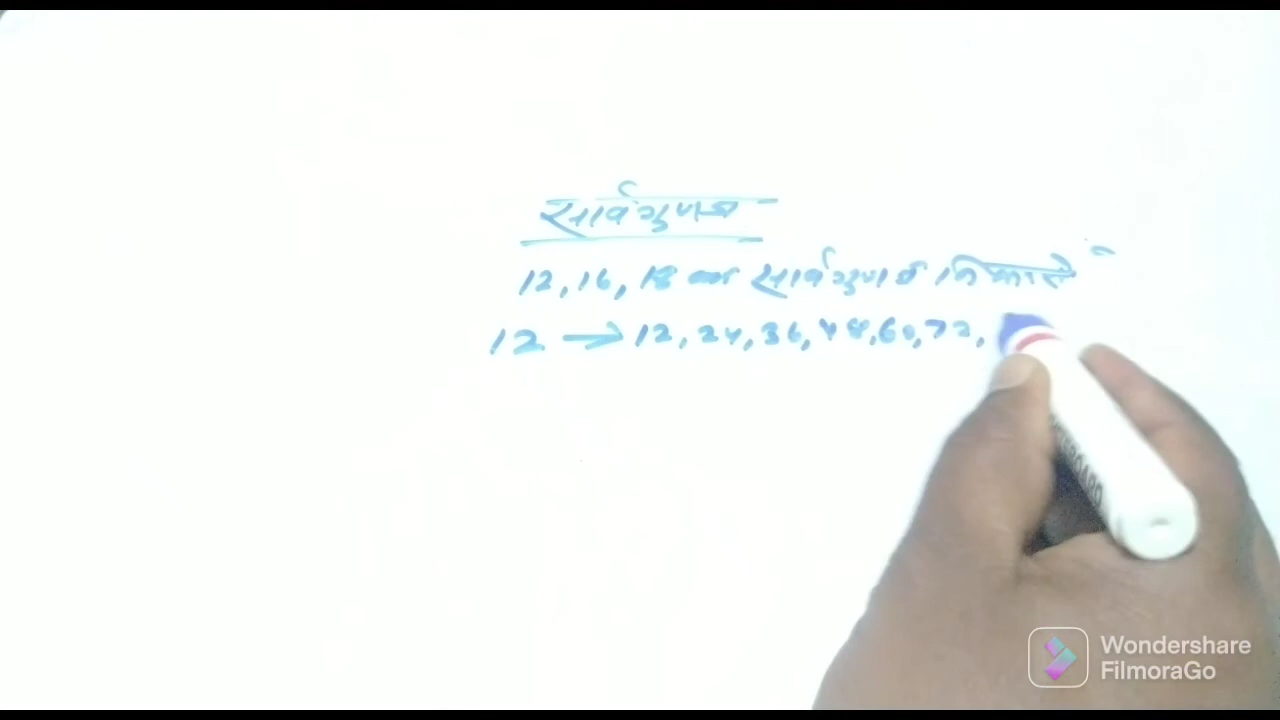 सार्वगुणज
12, 16, 18 का सार्वगुणज निकाले
12 → 12, 24, 36, 48, 60, 72,
Wondershare
FilmoraGo